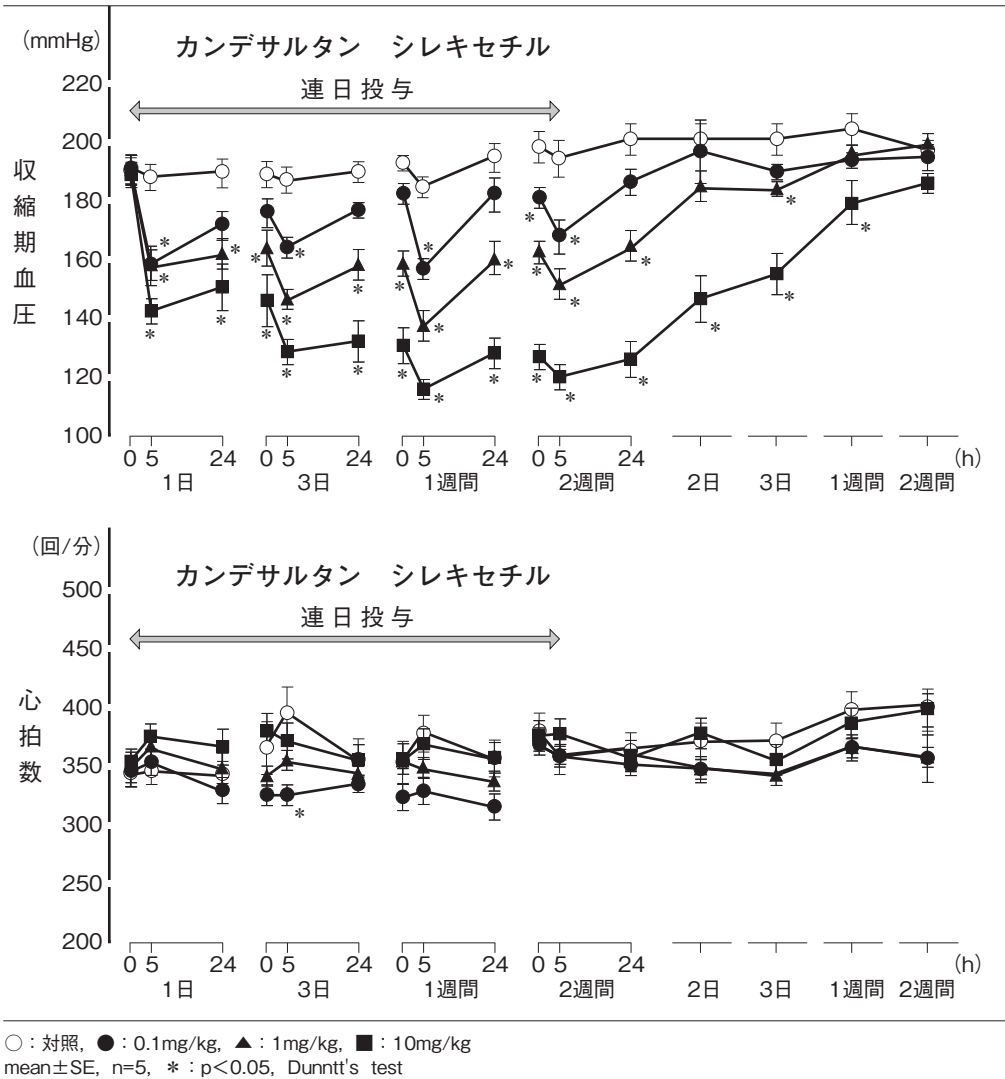 (mmHg)
カンデサルタン シレキセチル
連日投与
収縮期血圧
220
200
180
160
140
120
100
* * * * * * * * * * * * * * * * * * * * * * * * * * *
0 5 24 0 5 24 0 5 24 0 5 24 (h)
1日 3日 1週間 2週間 2日 3日 1週間 2週間
(回/分)
カンデサルタン シレキセチル
連日投与
心拍数
500
450
400
350
300
250
200
*
0 5 24 0 5 24 0 5 24 0 5 24 (h)
1日 3日 1週間 2週間 2日 3日 1週間 2週間
○:対照, ●:0.1mg/kg, ▲:1mg/kg, ■:10mg/kg
mean±SE, n=5, *:p<0.05, Dunntt's test